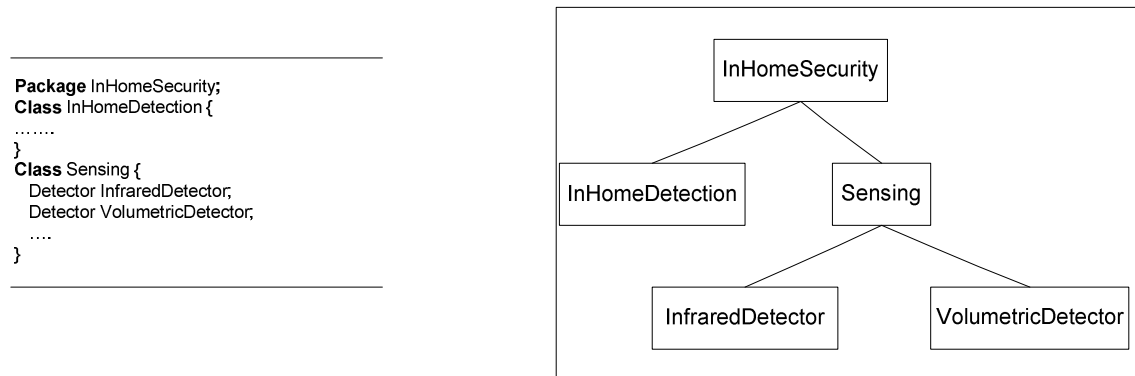 Package InHomeSecurity;
Class InHomeDetection {
.......
}
Class Sensing {
Detector InfraredDetector;
Detector VolumetricDetector;
....
}
InHomeSecurity
InHomeDetection
Sensing
InfraredDetector
VolumetricDetector